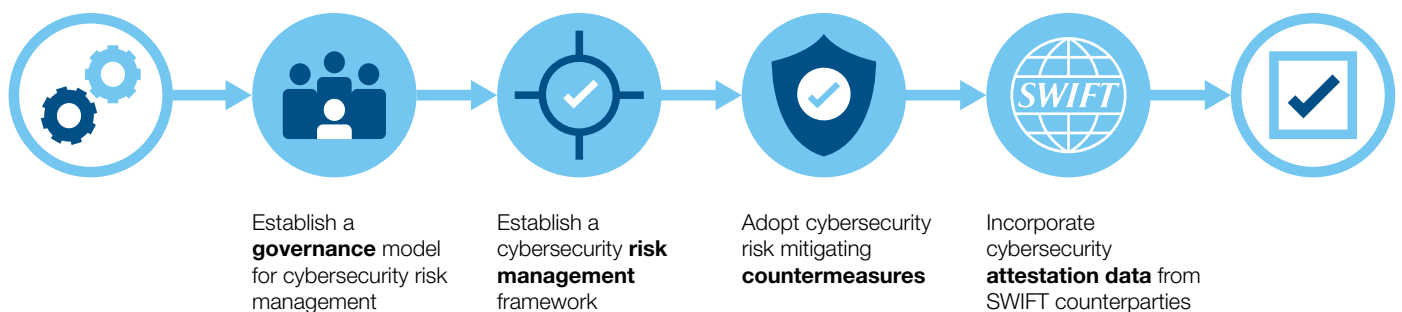 SWIFT
Establish a
governance model
for cybersecurity risk
management
Establish a
cybersecurity risk
management
framework
Adopt cybersecurity
risk mitigating
countermeasures
Incorporate
cybersecurity
attestation data from
SWIFT counterparties